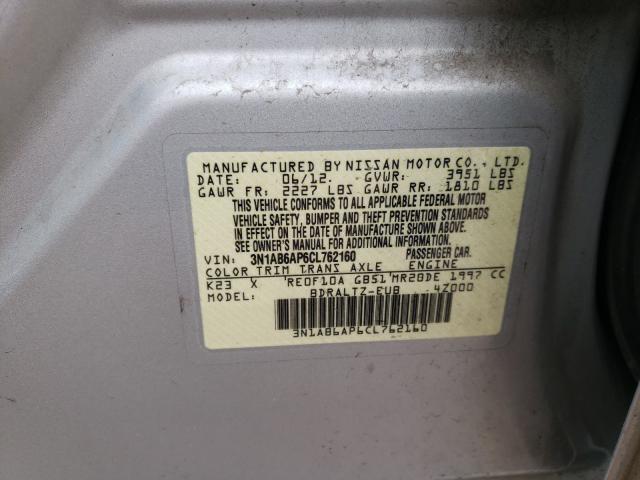 MANUFACTURED BY NISSAN MOTOR CO., LTD.
DATE: 06/12. GVWR: 3951 LBS
GAWR FR: 2227 LBS GAWR RR: 1810 LBS
THIS VEHICLE CONFORMS TO ALL APPLICABLE FEDERAL MOTOR
VEHICLE SAFETY, BUMPER AND THEFT PREVENTION STANDARDS
IN EFFECT ON THE DATE OF MANUFACTURE SHOWN ABOVE.
SEE OWNER'S MANUAL FOR ADDITIONAL INFORMATION.
VIN: 3N1AB6AP6CL762160 PASSENGER CAR.
COLOR TRIM TRANS AXLE ENGINE
K23 X RE0F10A GB51 MR20DE 1997 CC
MODEL: BDRALTZ-EUB 4Z000
3N1AB6AP6CL762160